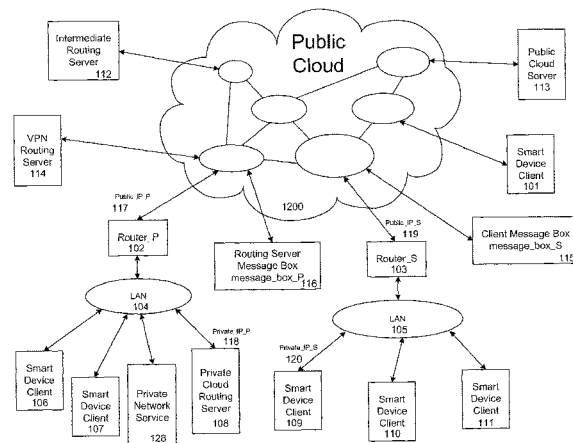 Intermediate
Routing
Server
112
Public
Cloud
Public
Cloud
Server
113
VPN
Routing
Server
114
Smart
Device
Client
101
Public_IP_P
117
1200
Public_IP_S
119
Router_P
102
Routing Server
Message Box
message_box_P
116
Router_S
103
Client Message Box
message_box_S
115
LAN
104
LAN
105
Private_IP_P
118
Private_IP_S
120
Smart
Device
Client
106
Smart
Device
Client
107
Private
Network
Service
128
Private
Cloud
Routing
Server
108
Smart
Device
Client
109
Smart
Device
Client
110
Smart
Device
Client
111